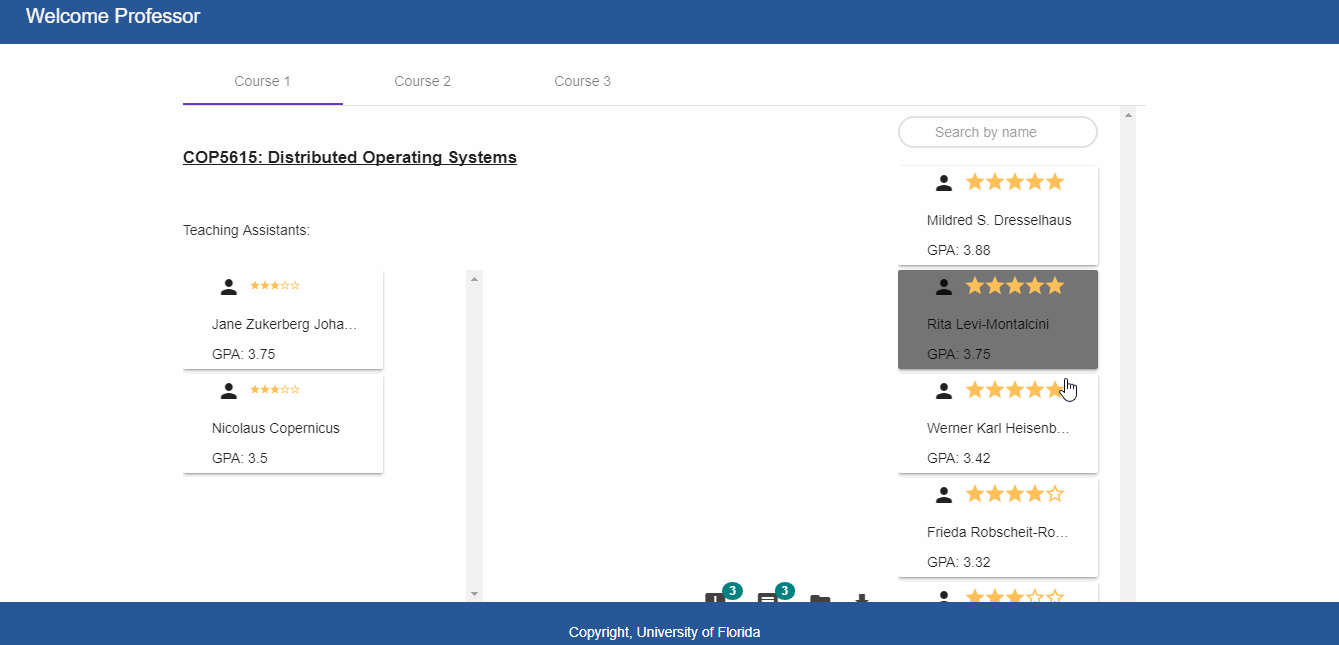 Welcome Professor
Course 1
Course 2
Course 3
COP5615: Distributed Operating Systems
Teaching Assistants:
Jane Zukerberg Joha...
GPA: 3.75
Nicolaus Copernicus
GPA: 3.5
Search by name
Mildred S. Dresselhaus
GPA: 3.88
Rita Levi-Montalcini
GPA: 3.75
Werner Karl Heisenb...
GPA: 3.42
Frieda Robscheit-Ro...
GPA: 3.32
3
3
Copyright, University of Florida